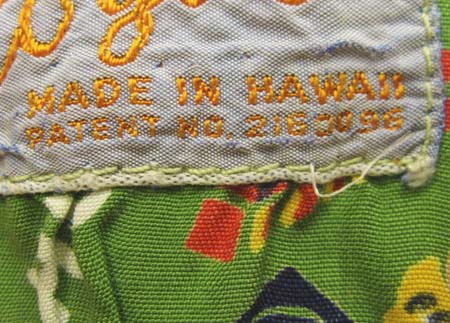 MADE IN HAWAII
PATENT NO. 2160096